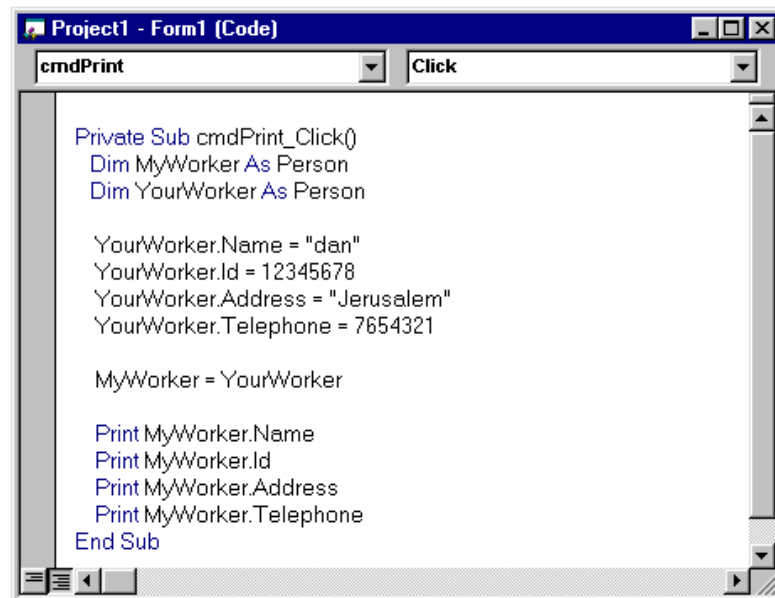 Project1 - Form1 (Code)
cmdPrint Click
Private Sub cmdPrint_Click()
Dim MyWorker As Person
Dim YourWorker As Person
YourWorker.Name = "dan"
YourWorker.Id = 12345678
YourWorker.Address = "Jerusalem"
YourWorker.Telephone = 7654321
MyWorker = YourWorker
Print MyWorker.Name
Print MyWorker.Id
Print MyWorker.Address
Print MyWorker.Telephone
End Sub